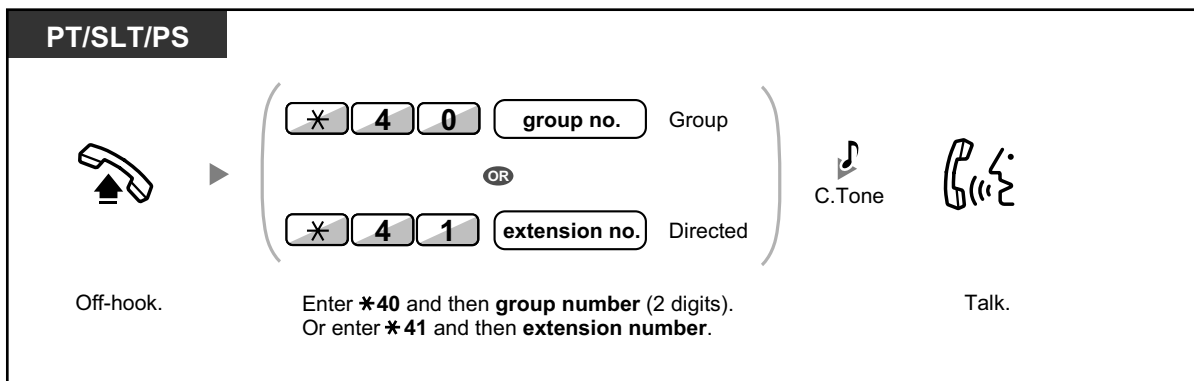 PT/SLT/PS
✳ 4 0 group no. Group
OR
C.Tone
✳ 4 1 extension no. Directed
Off-hook.
Enter ✳40 and then group number (2 digits).
Or enter ✳41 and then extension number.
Talk.